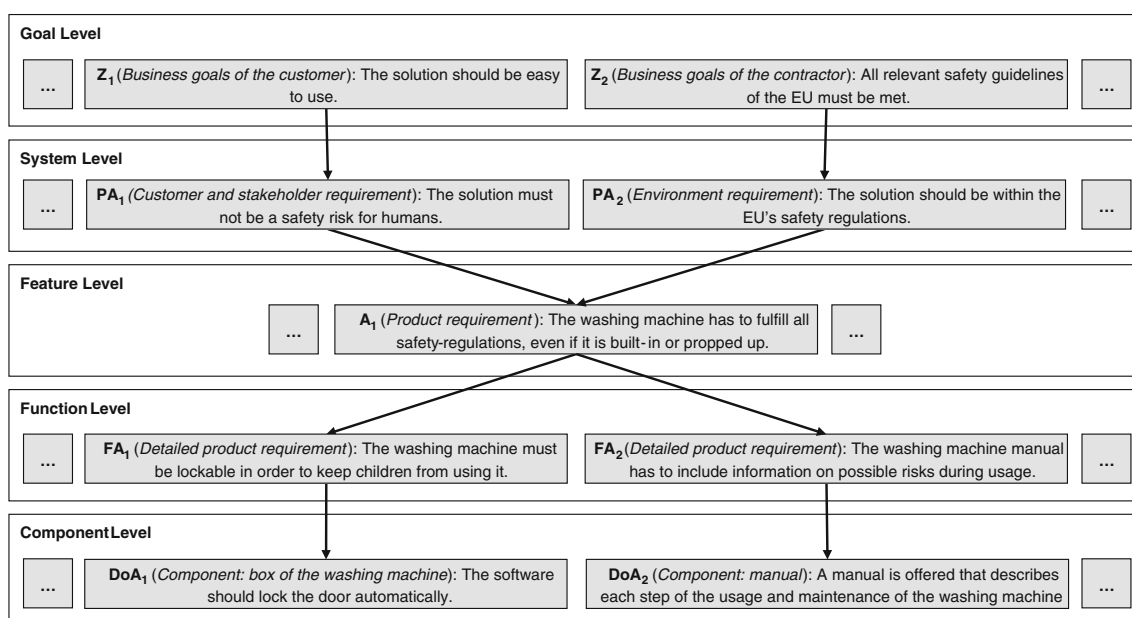 Goal Level
...
Z1 (Business goals of the customer): The solution should be easy
to use.
Z2 (Business goals of the contractor): All relevant safety guidelines
of the EU must be met.
...
System Level
...
PA1 (Customer and stakeholder requirement): The solution must
not be a safety risk for humans.
PA2 (Environment requirement): The solution should be within the
EU's safety regulations.
...
Feature Level
...
A1 (Product requirement): The washing machine has to fulfill all
safety-regulations, even if it is built-in or propped up.
...
Function Level
...
FA1 (Detailed product requirement): The washing machine must
be lockable in order to keep children from using it.
FA2 (Detailed product requirement): The washing machine manual
has to include information on possible risks during usage.
...
Component Level
...
DoA1 (Component: box of the washing machine): The software
should lock the door automatically.
DoA2 (Component: manual): A manual is offered that describes
each step of the usage and maintenance of the washing machine
...